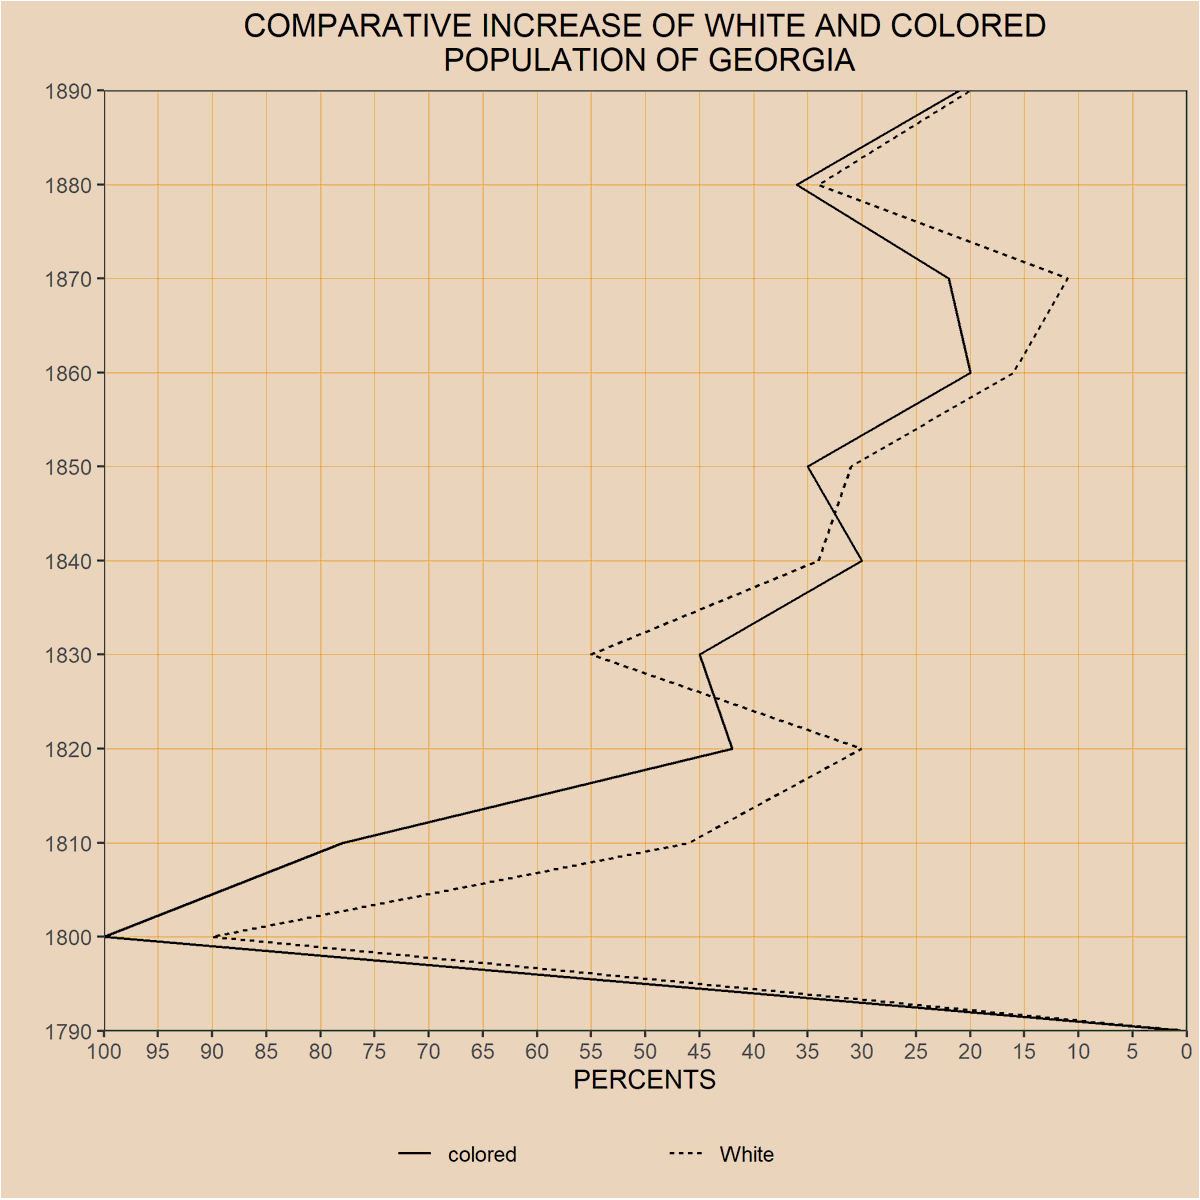 COMPARATIVE INCREASE OF WHITE AND COLORED
POPULATION OF GEORGIA
1890
1880
1870
1860
1850
1840
1830
1820
1810
1800
1790
100 95 90 85 80 75 70 65 60 55 50 45 40 35 30 25 20 15 10 5 0
PERCENTS
colored White